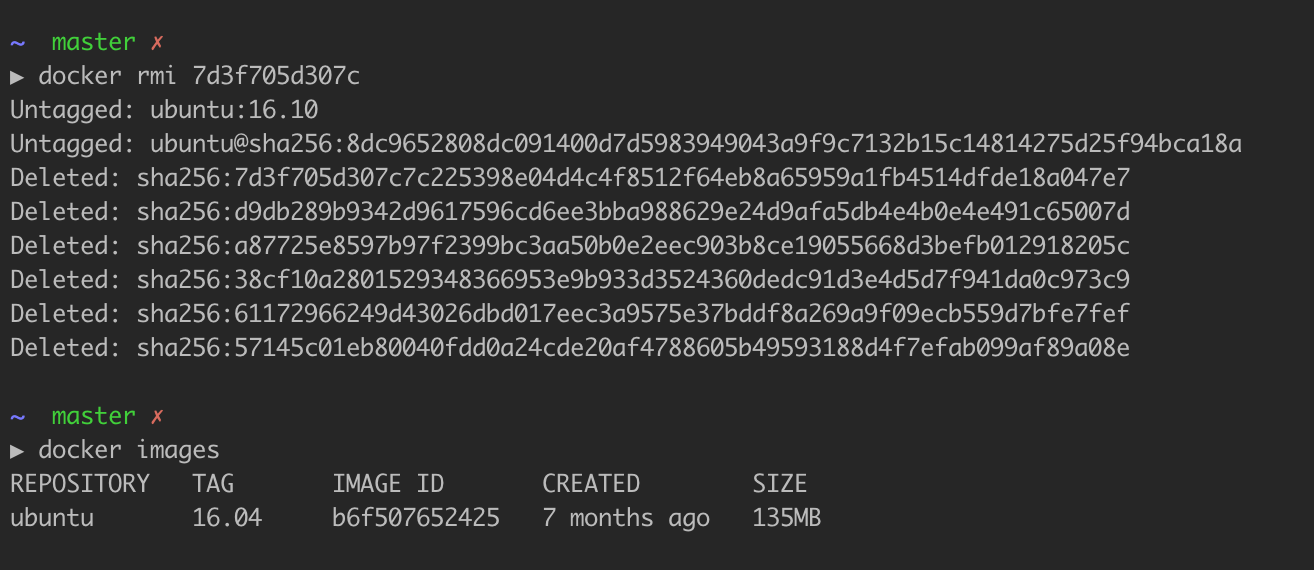 ~ master ✗
▶ docker rmi 7d3f705d307c
Untagged: ubuntu:16.10
Untagged: ubuntu@sha256:8dc9652808dc091400d7d5983949043a9f9c7132b15c14814275d25f94bca18a
Deleted: sha256:7d3f705d307c7c225398e04d4c4f8512f64eb8a65959a1fb4514dfde18a047e7
Deleted: sha256:d9db289b9342d9617596cd6ee3bba988629e24d9afa5db4e4b0e4e491c65007d
Deleted: sha256:a87725e8597b97f2399bc3aa50b0e2eec903b8ce19055668d3befb012918205c
Deleted: sha256:38cf10a2801529348366953e9b933d3524360dedc91d3e4d5d7f941da0c973c9
Deleted: sha256:61172966249d43026dbd017eec3a9575e37bddf8a269a9f09ecb559d7bfe7fef
Deleted: sha256:57145c01eb80040fdd0a24cde20af4788605b49593188d4f7efab099af89a08e
~ master ✗
▶ docker images
REPOSITORY TAG IMAGE ID CREATED SIZE
ubuntu 16.04 b6f507652425 7 months ago 135MB